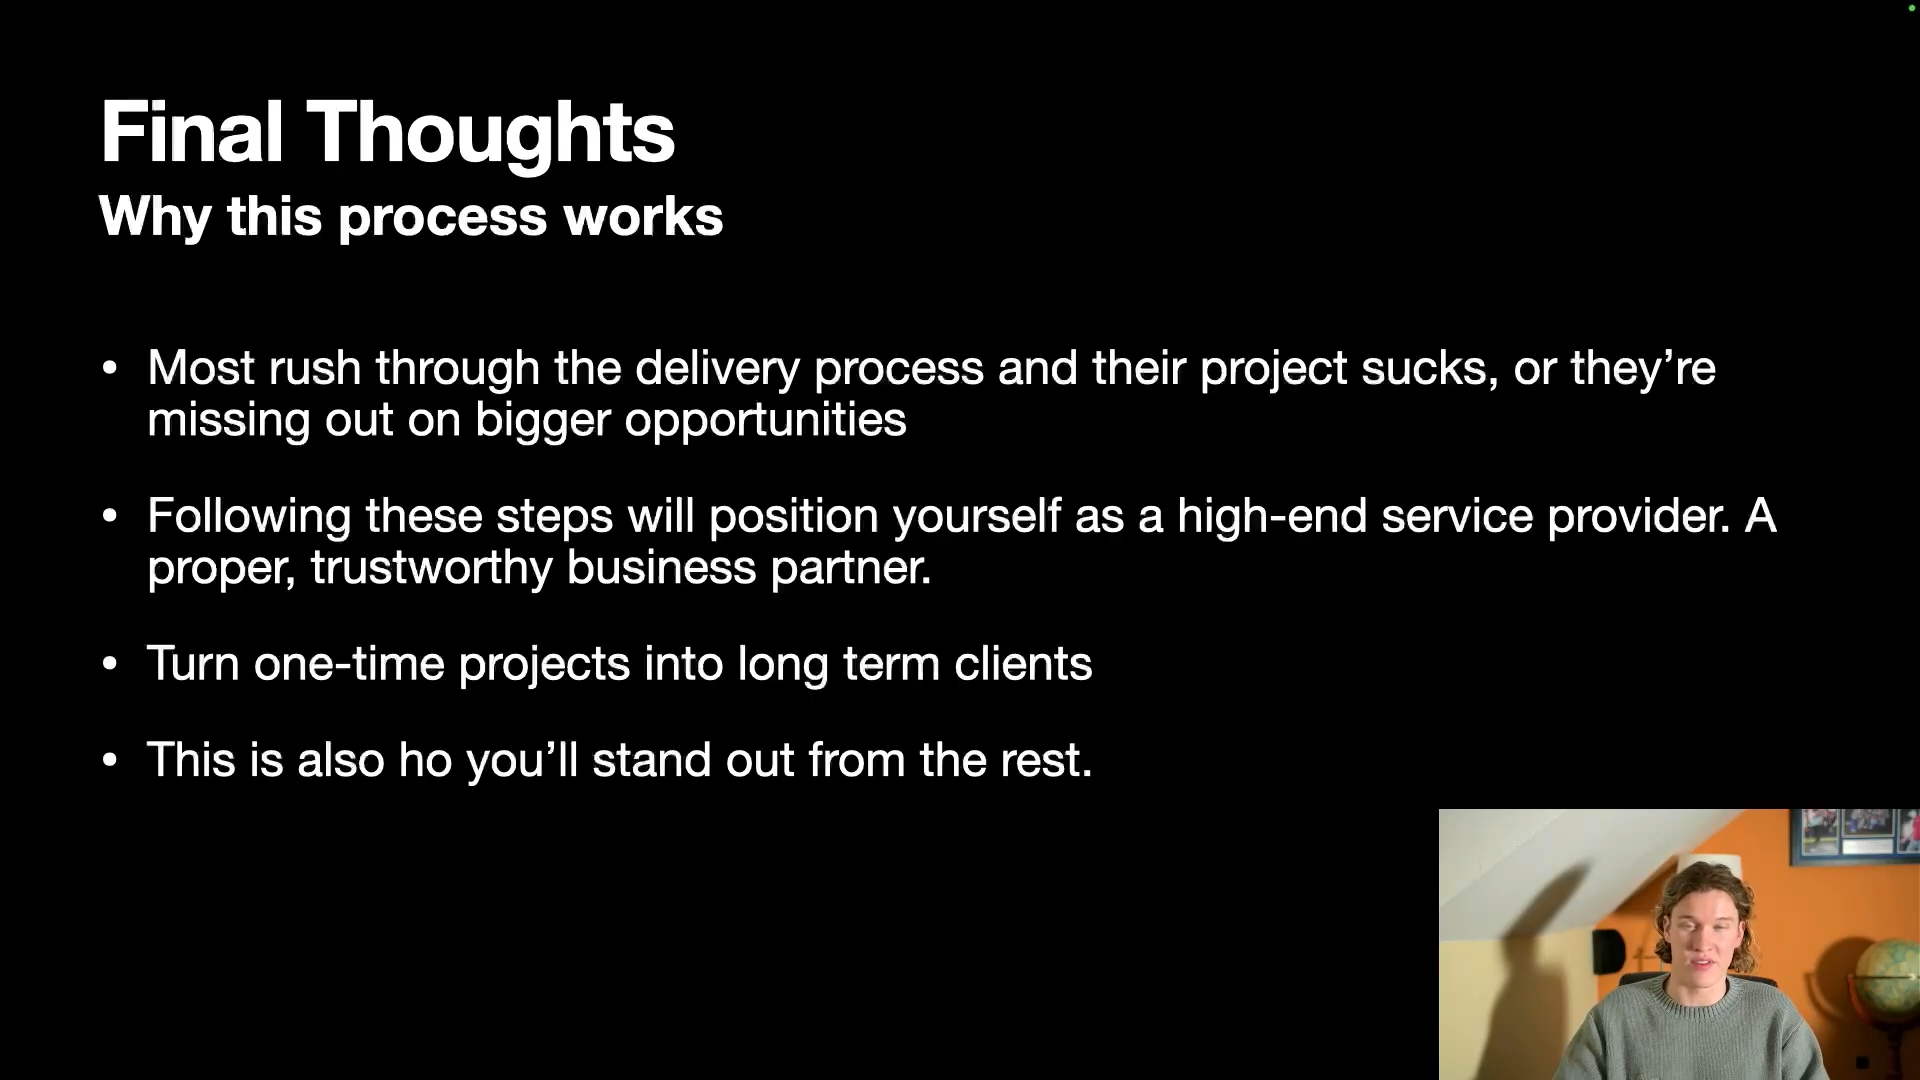 Final Thoughts
Why this process works
• Most rush through the delivery process and their project sucks, or they’re
missing out on bigger opportunities
• Following these steps will position yourself as a high-end service provider. A
proper, trustworthy business partner.
• Turn one-time projects into long term clients
• This is also ho you’ll stand out from the rest.